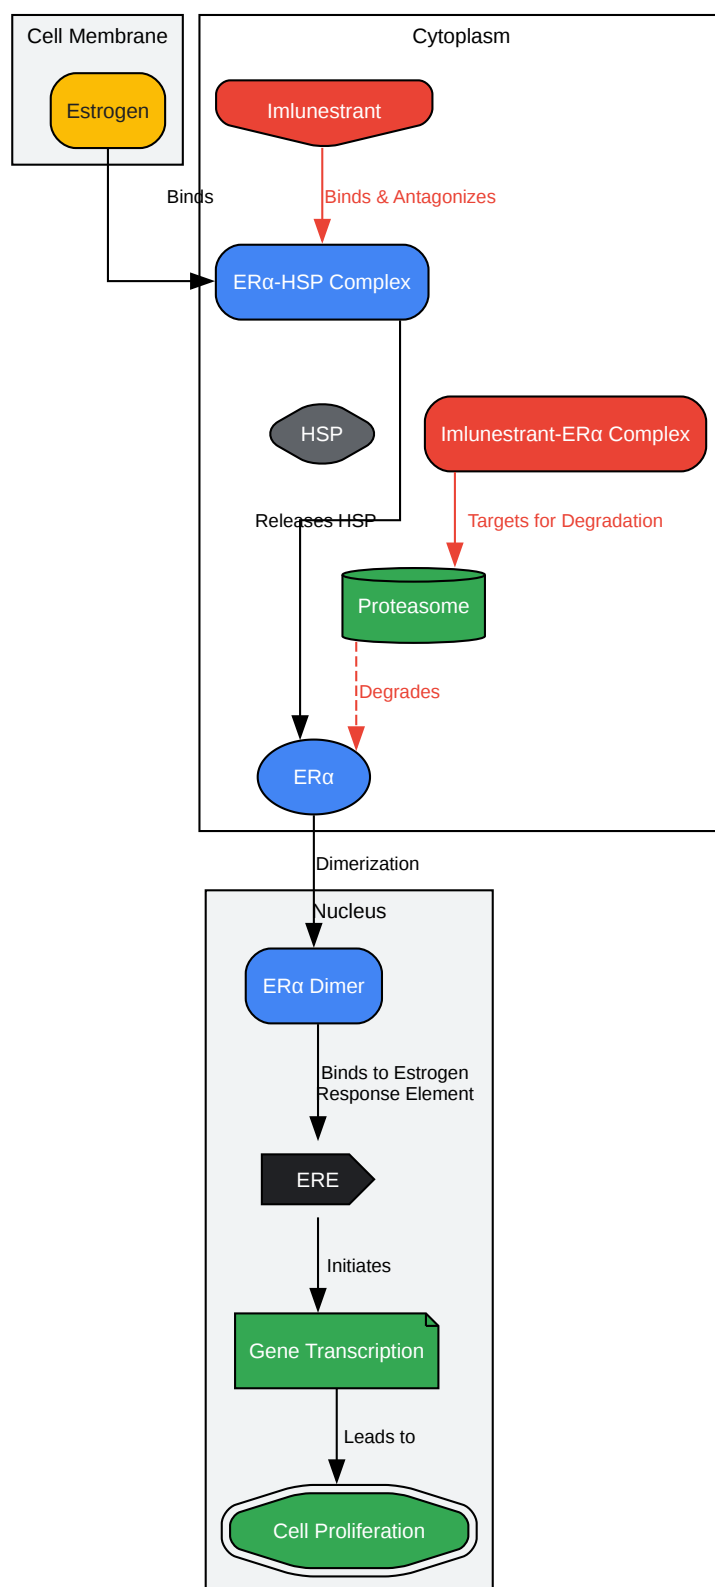 Cell Membrane
Cytoplasm
Estrogen
Imlunestrant
Binds
Binds & Antagonizes
ERα-HSP Complex
HSP
Imlunestrant-ERα Complex
Releases HSP
Targets for Degradation
Proteasome
Degrades
ERα
Dimerization
Nucleus
ERα Dimer
Binds to Estrogen
Response Element
ERE
Initiates
Gene Transcription
Leads to
Cell Proliferation